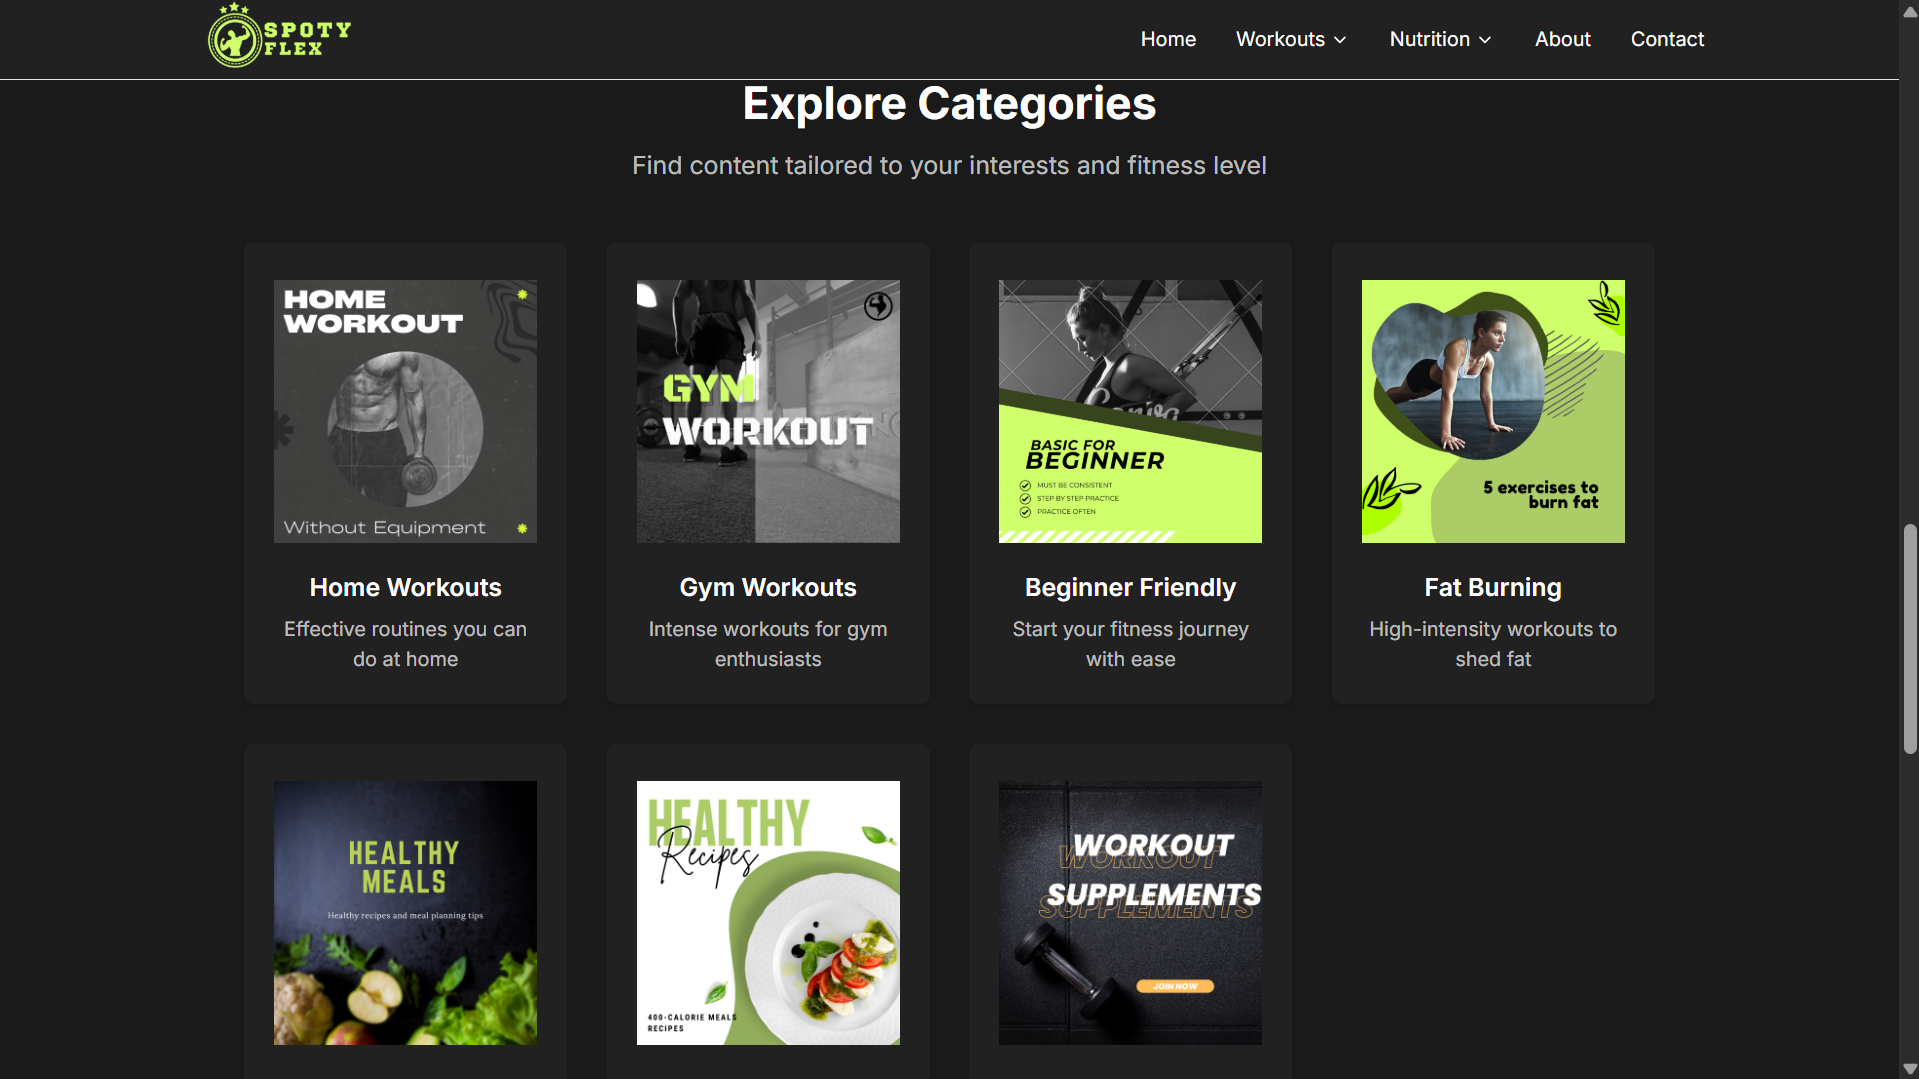 SPOTY
FLEX
Home
Workouts
Nutrition
About
Contact
Explore Categories
Find content tailored to your interests and fitness level
HOME
WORKOUT
Without Equipment
Home Workouts
Effective routines you can
do at home
GYM
WORKOUT
Gym Workouts
Intense workouts for gym
enthusiasts
BASIC FOR
BEGINNER
MUST BE CONSISTENT
STEP BY STEP PRACTICE
PRACTICE OFTEN
Beginner Friendly
Start your fitness journey
with ease
5 exercises to
burn fat
Fat Burning
High-intensity workouts to
shed fat
HEALTHY
MEALS
Healthy recipes and meal planning tips
HEALTHY
Recipes
400-CALORIE MEALS
RECIPES
WORKOUT
WORKOUT
SUPPLEMENTS
SUPPLEMENTS
JOIN NOW